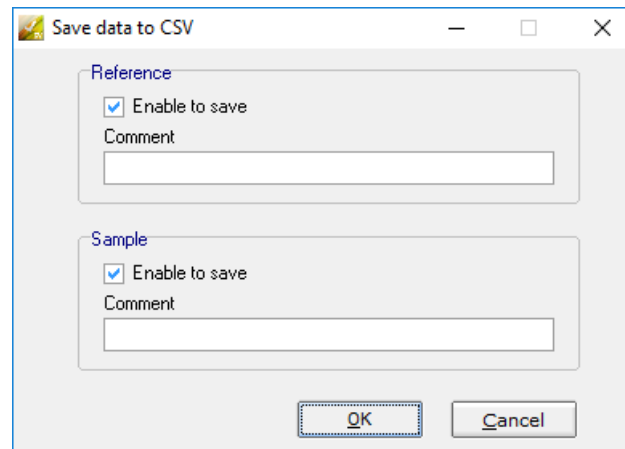 Save data to CSV
Reference
Enable to save
Comment
Sample
Enable to save
Comment
OK
Cancel